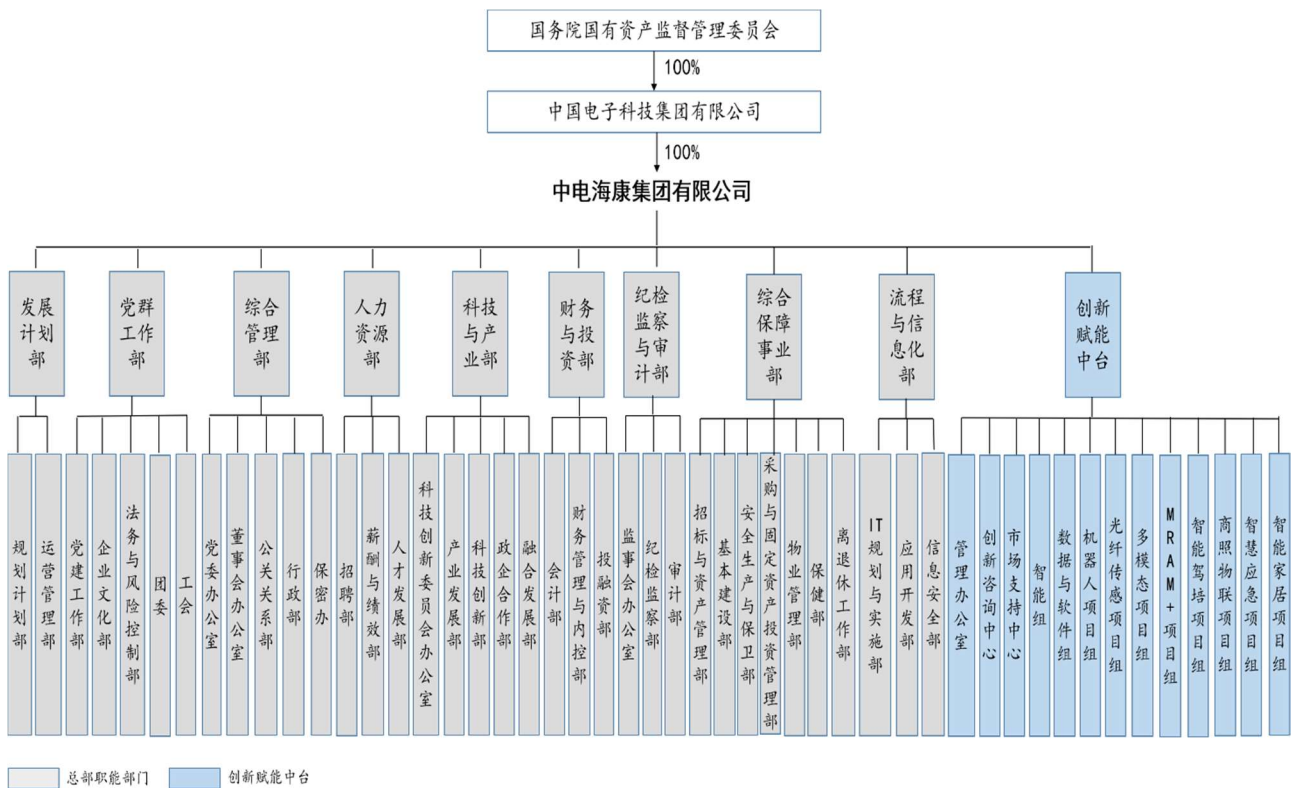 国务院国有资产监督管理委员会
100%
中国电子科技集团有限公司
100%
中电海康集团有限公司
发展
计划
部
党群
工作
部
综合
管理
部
人力
资源
部
科技
与产
业部
财务
与投
资部
纪检
监察
与审
计部
综合
保障
事业
部
流程
与信
息化
部
创新
赋能
中台
规划计划部
运营管理部
党建工作部
企业文化部
法务与风险控制部
团委
工会
党委办公室
董事会办公室
公关关系部
行政部
保密办
招聘部
薪酬与绩效部
人才发展部
科技创新委员会办公室
产业发展部
科技创新部
政企合作部
融合发展部
会计部
财务管理与内控部
投融资部
监事会办公室
纪检监察部
审计部
招标与资产管理部
基本建设部
安全生产与保卫部
采购与固定资产投资管理部
物业管理部
保健部
离退休工作部
IT规划与实施部
应用开发部
信息安全部
管理办公室
创新咨询中心
市场支持中心
智能组
数据与软件组
机器人项目组
光纤传感项目组
多模态项目组
MRAM+项目组
智能驾培项目组
商照物联项目组
智慧应急项目组
智能家居项目组
总部职能部门
创新赋能中台